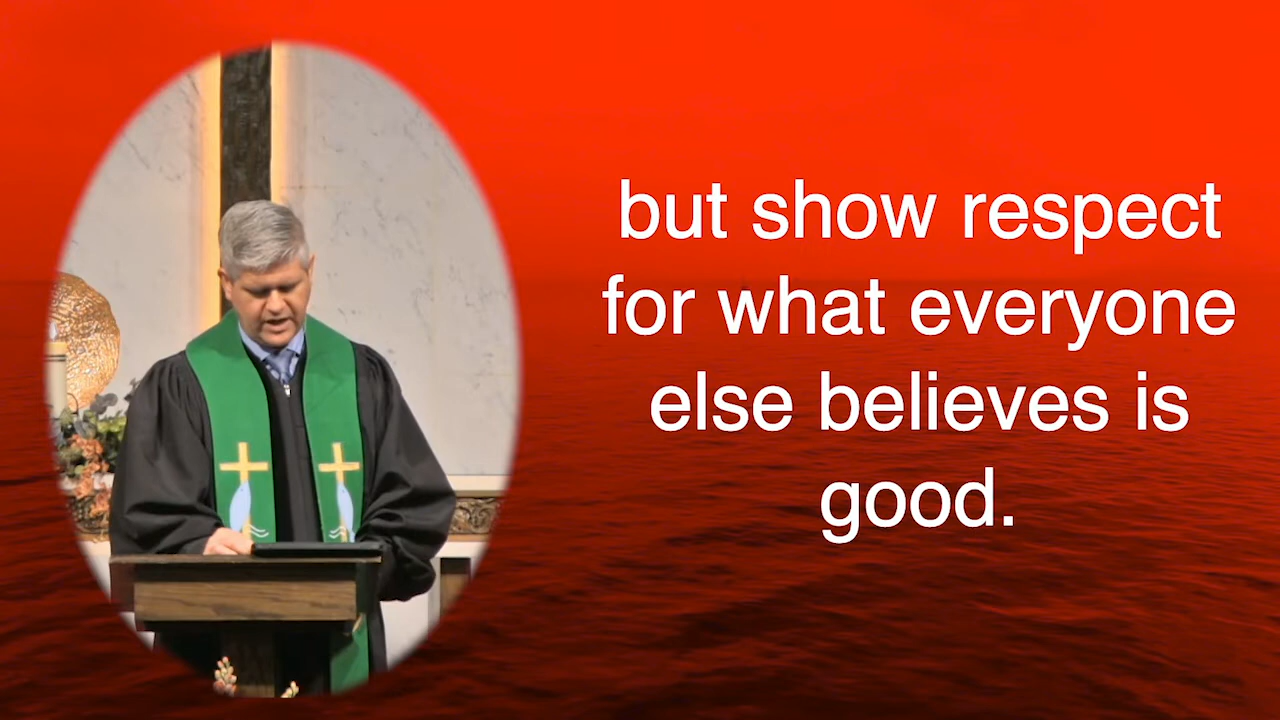 but show respect
for what everyone
else believes is
good.